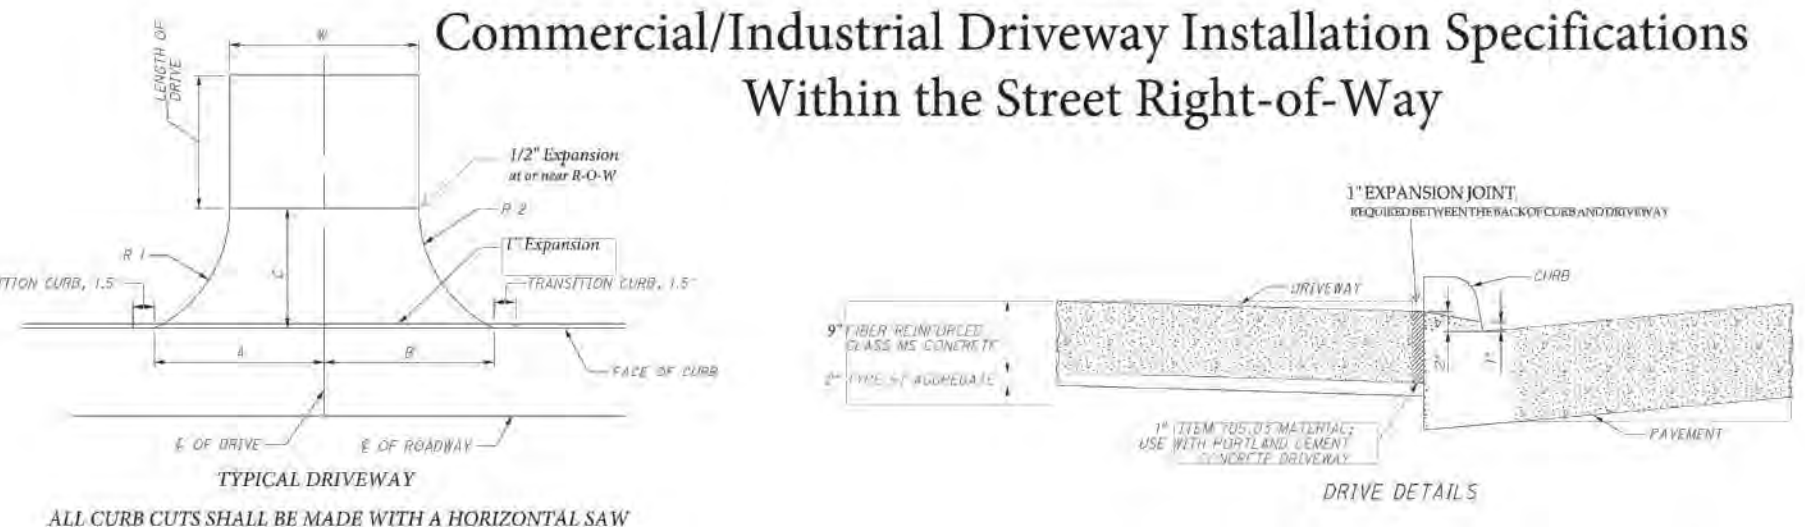 Commercial/Industrial Driveway Installation Specifications
Within the Street Right-of-Way
W
LENGTH OF
DRIVE
1/2" Expansion
at or near R-O-W
R 2
1" Expansion
R 1
C
TION CURB, 1.5'
TRANSITION CURB, 1.5'
A
B
FACE OF CURB
℄ OF DRIVE
℄ OF ROADWAY
TYPICAL DRIVEWAY
ALL CURB CUTS SHALL BE MADE WITH A HORIZONTAL SAW
1" EXPANSION JOINT,
REQUIRED BETWEEN THE BACK OF CURB AND DRIVEWAY
DRIVEWAY
CURB
9" FIBER REINFORCED
CLASS MS CONCRETE
2" TYPE 57 AGGREGATE
2"
1"
1" ITEM 705.03 MATERIAL;
USE WITH PORTLAND CEMENT
CONCRETE DRIVEWAY
PAVEMENT
DRIVE DETAILS